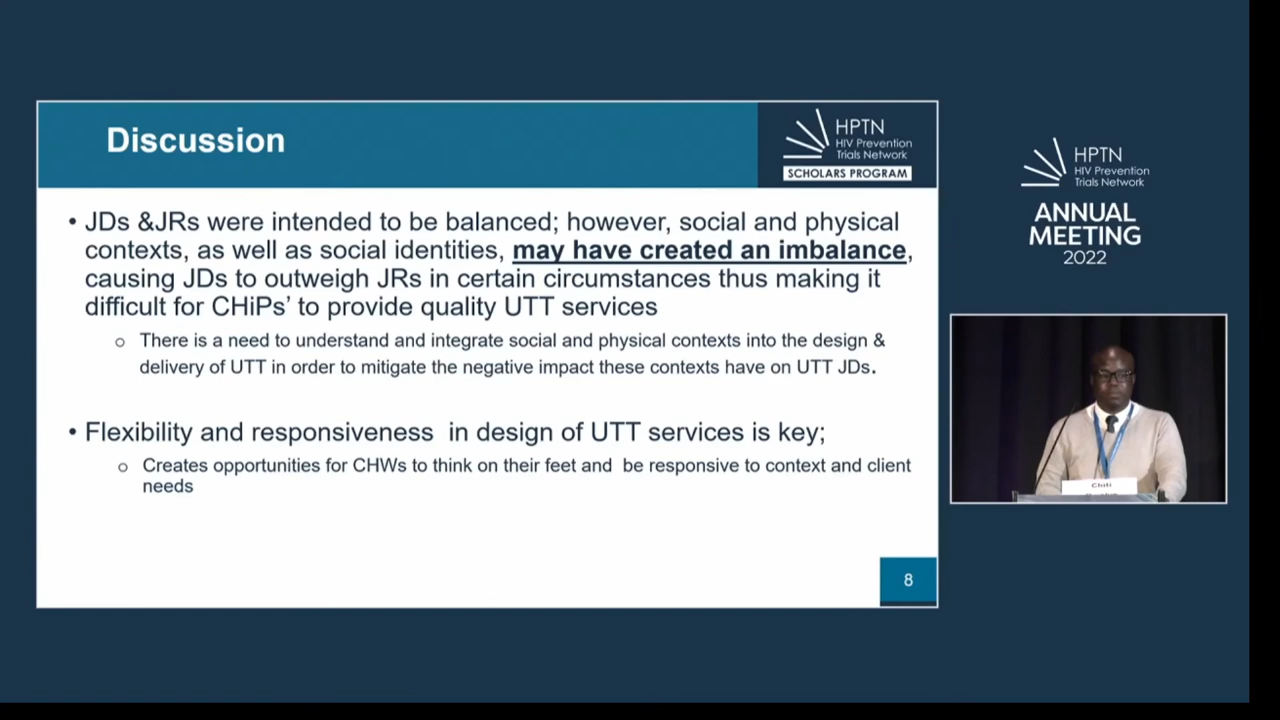 Discussion
HPTN
HIV Prevention
Trials Network
SCHOLARS PROGRAM
• JDs &JRs were intended to be balanced; however, social and physical
contexts, as well as social identities, may have created an imbalance,
causing JDs to outweigh JRs in certain circumstances thus making it
difficult for CHiPs’ to provide quality UTT services
o There is a need to understand and integrate social and physical contexts into the design &
delivery of UTT in order to mitigate the negative impact these contexts have on UTT JDs.
• Flexibility and responsiveness in design of UTT services is key;
o Creates opportunities for CHWs to think on their feet and be responsive to context and client
needs
8
HPTN
HIV Prevention
Trials Network
ANNUAL
MEETING
2022
Chiti